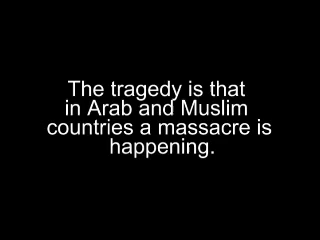 The tragedy is that
in Arab and Muslim
countries a massacre is
happening.